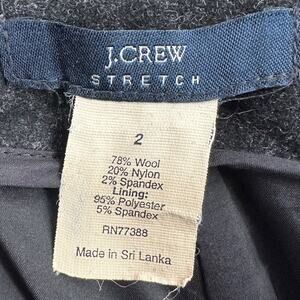 J.CREW
STRETCH
2
78% Wool
20% Nylon
2% Spandex
Lining:
95% Polyester
5% Spandex
RN77388
Made in Sri Lanka